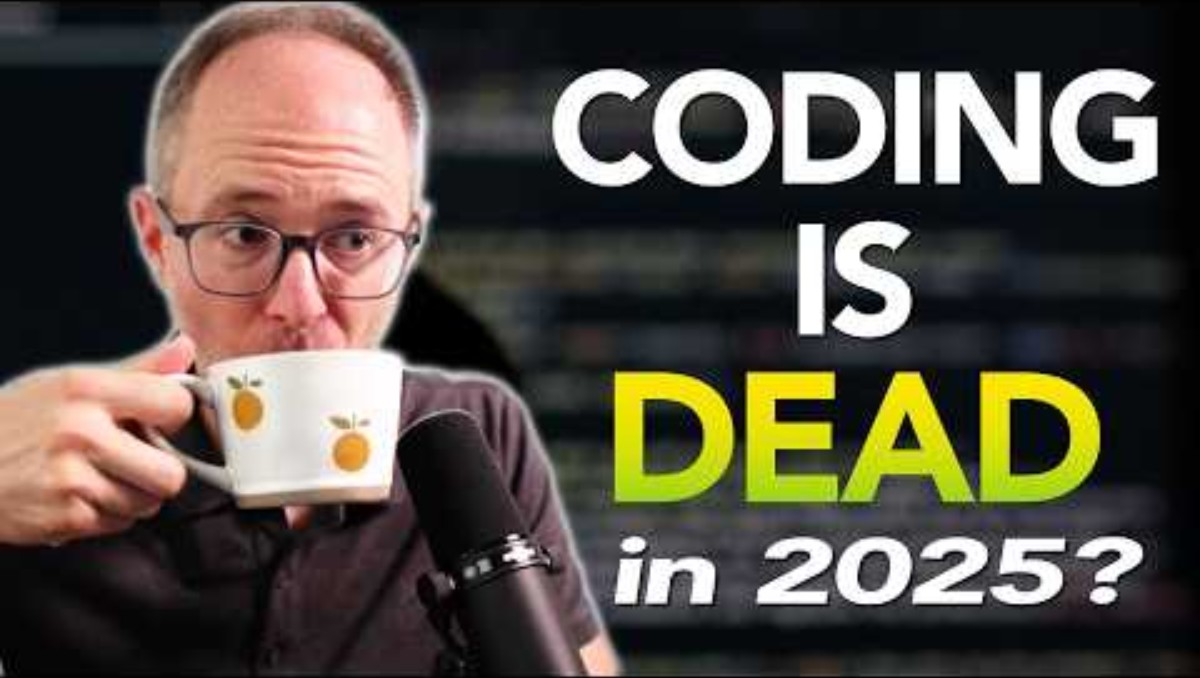 CODING
IS
DEAD
in 2025?